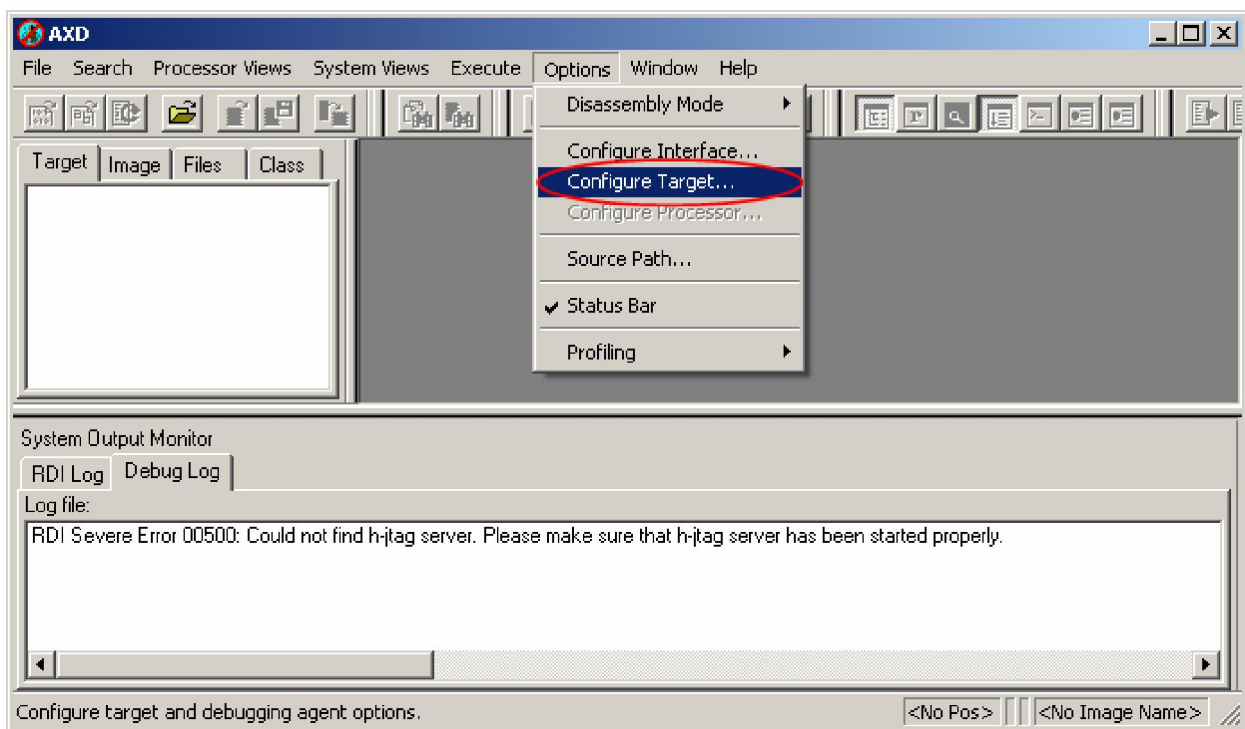 AXD
File Search Processor Views System Views Execute Options Window Help
Disassembly Mode
Configure Interface...
Configure Target...
Configure Processor...
Source Path...
Status Bar
Profiling
Target Image Files Class
System Output Monitor
RDI Log Debug Log
Log file:
RDI Severe Error 00500: Could not find h-jtag server. Please make sure that h-jtag server has been started properly.
Configure target and debugging agent options. <No Pos> <No Image Name>